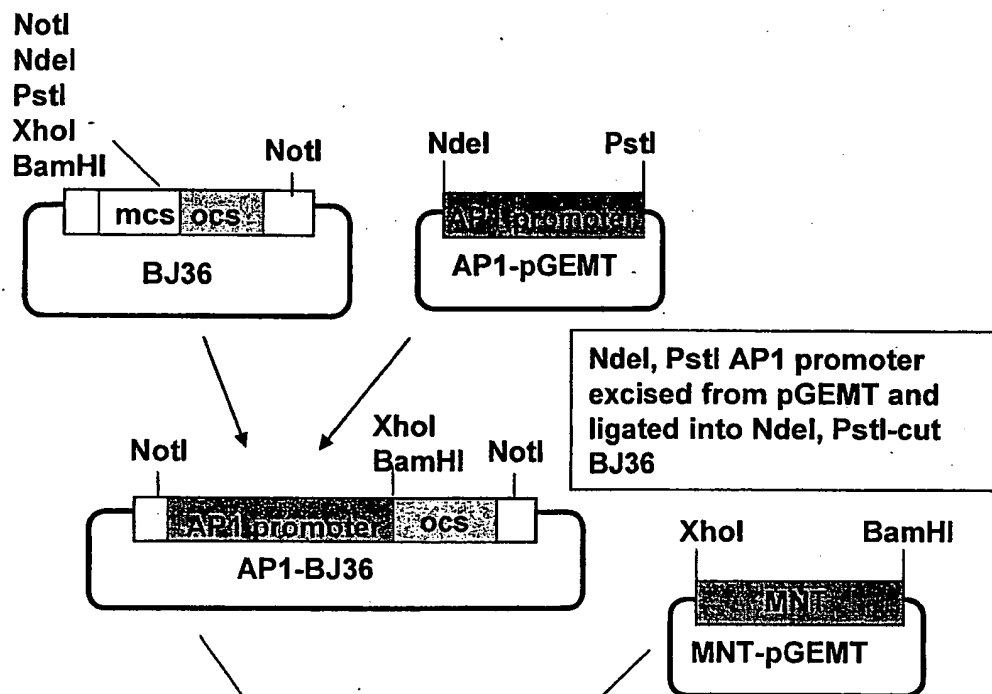 NotI
NdeI
PstI
XhoI
BamHI
NotI
mcs
ocs
BJ36
NdeI
PstI
AP1 promoter
AP1-pGEMT
NdeI, PstI AP1 promoter
excised from pGEMT and
ligated into NdeI, PstI-cut
BJ36
NotI
XhoI
BamHI
NotI
AP1 promoter
ocs
AP1-BJ36
XhoI
BamHI
MNT
MNT-pGEMT